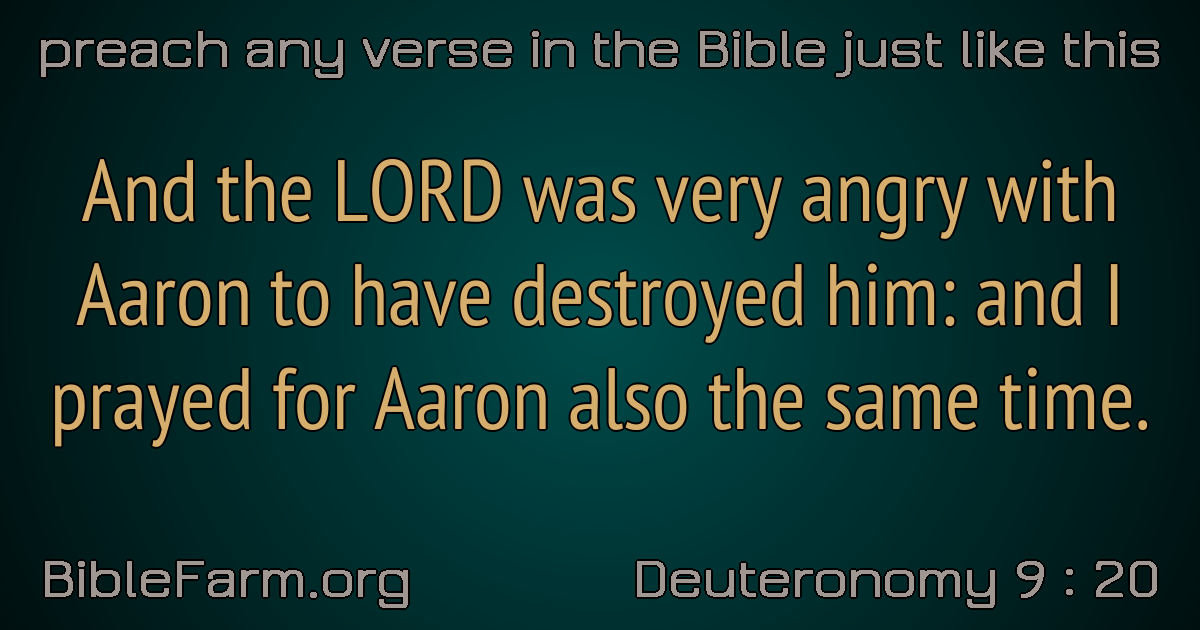 preach any verse in the Bible just like this
And the LORD was very angry with
Aaron to have destroyed him: and I
prayed for Aaron also the same time.
BibleFarm.org
Deuteronomy 9 : 20